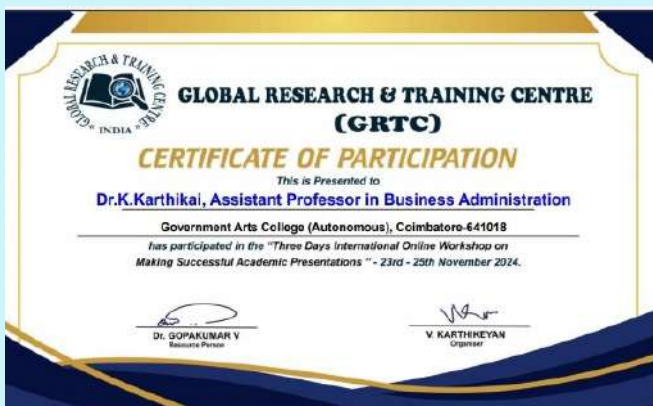 GLOBAL RESEARCH & TRAINING CENTRE
INDIA
GLOBAL RESEARCH & TRAINING CENTRE
(GRTC)
CERTIFICATE OF PARTICIPATION
This is Presented to
Dr.K.Karthikai, Assistant Professor in Business Administration
Government Arts College (Autonomous), Coimbatore-641018
has participated in the "Three Days International Online Workshop on
Making Successful Academic Presentations " - 23rd - 25th November 2024.
Dr. GOPAKUMAR V
Resource Person
V. KARTHIKEYAN
Organiser